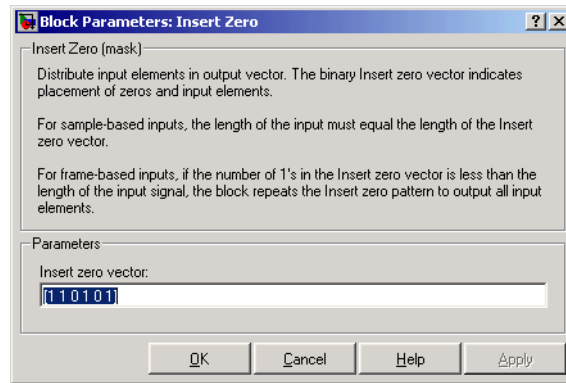 Block Parameters: Insert Zero
Insert Zero (mask)
Distribute input elements in output vector. The binary Insert zero vector indicates
placement of zeros and input elements.
For sample-based inputs, the length of the input must equal the length of the Insert
zero vector.
For frame-based inputs, if the number of 1's in the Insert zero vector is less than the
length of the input signal, the block repeats the Insert zero pattern to output all input
elements.
Parameters
Insert zero vector:
[1 1 0 1 0 1]
OK Cancel Help Apply